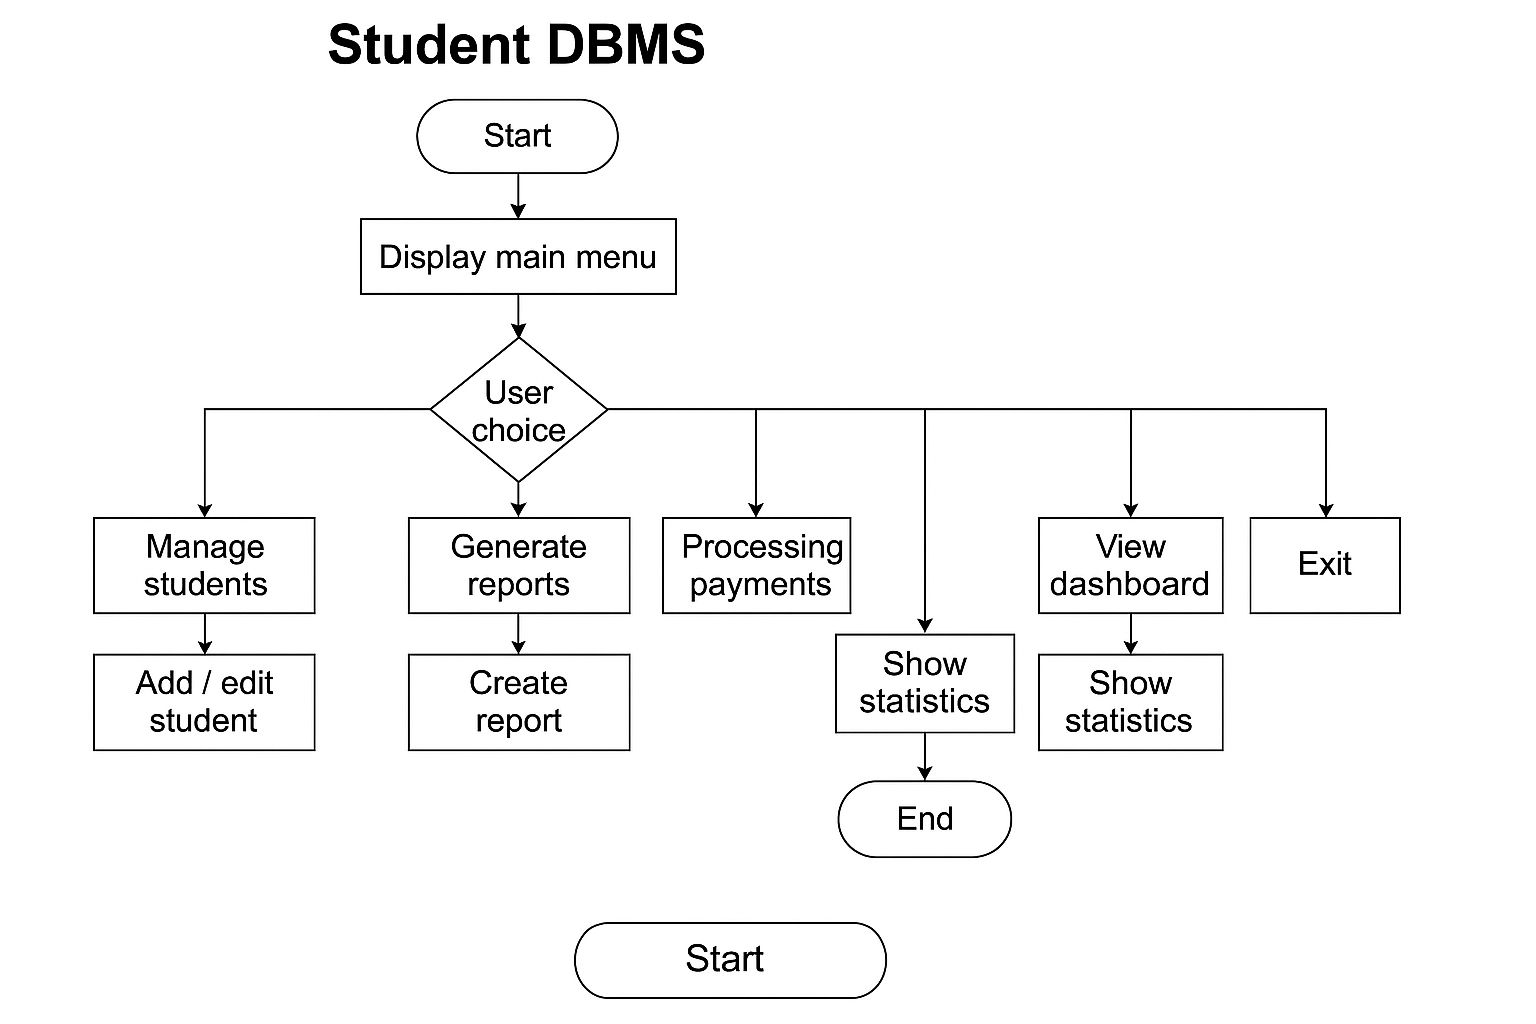 Student DBMS
Start
Display main menu
User
choice
Manage
students
Generate
reports
Processing
payments
View
dashboard
Exit
Add / edit
student
Create
report
Show
statistics
Show
statistics
End
Start